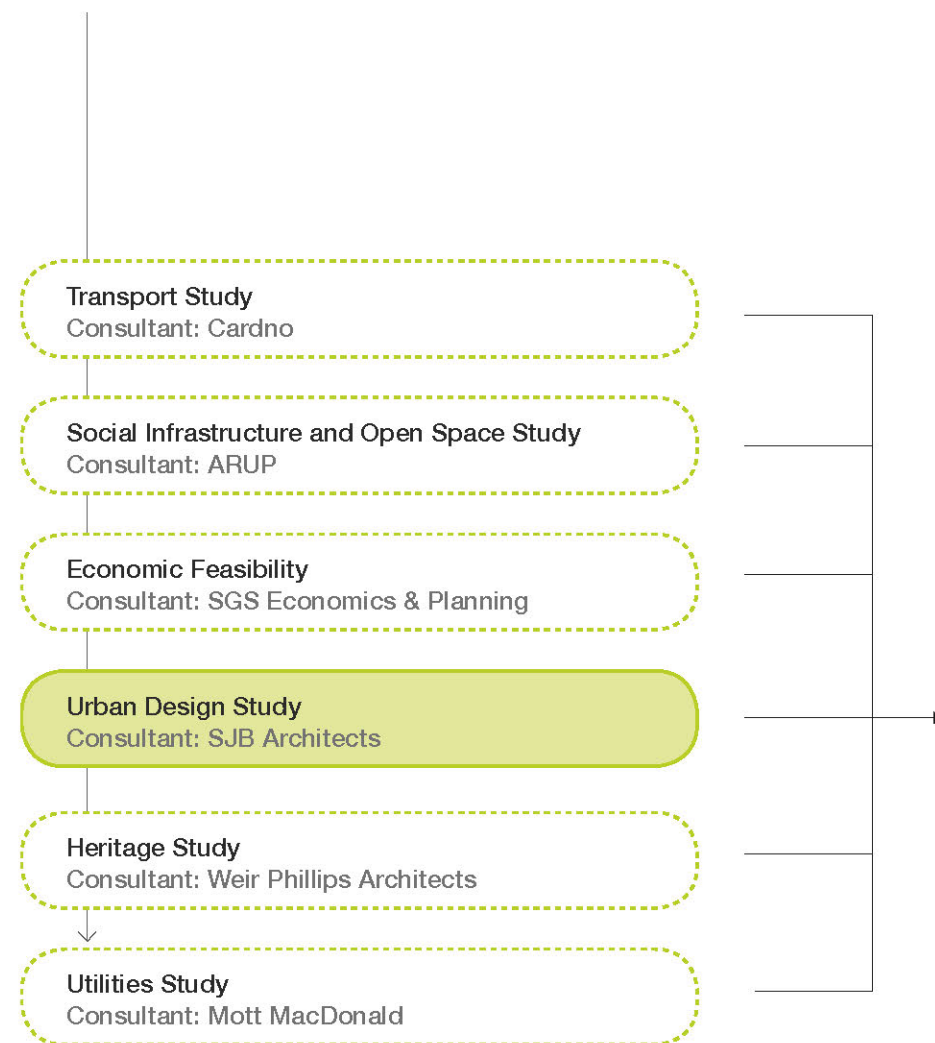 Transport Study
Consultant: Cardno
Social Infrastructure and Open Space Study
Consultant: ARUP
Economic Feasibility
Consultant: SGS Economics & Planning
Urban Design Study
Consultant: SJB Architects
Heritage Study
Consultant: Weir Phillips Architects
Utilities Study
Consultant: Mott MacDonald